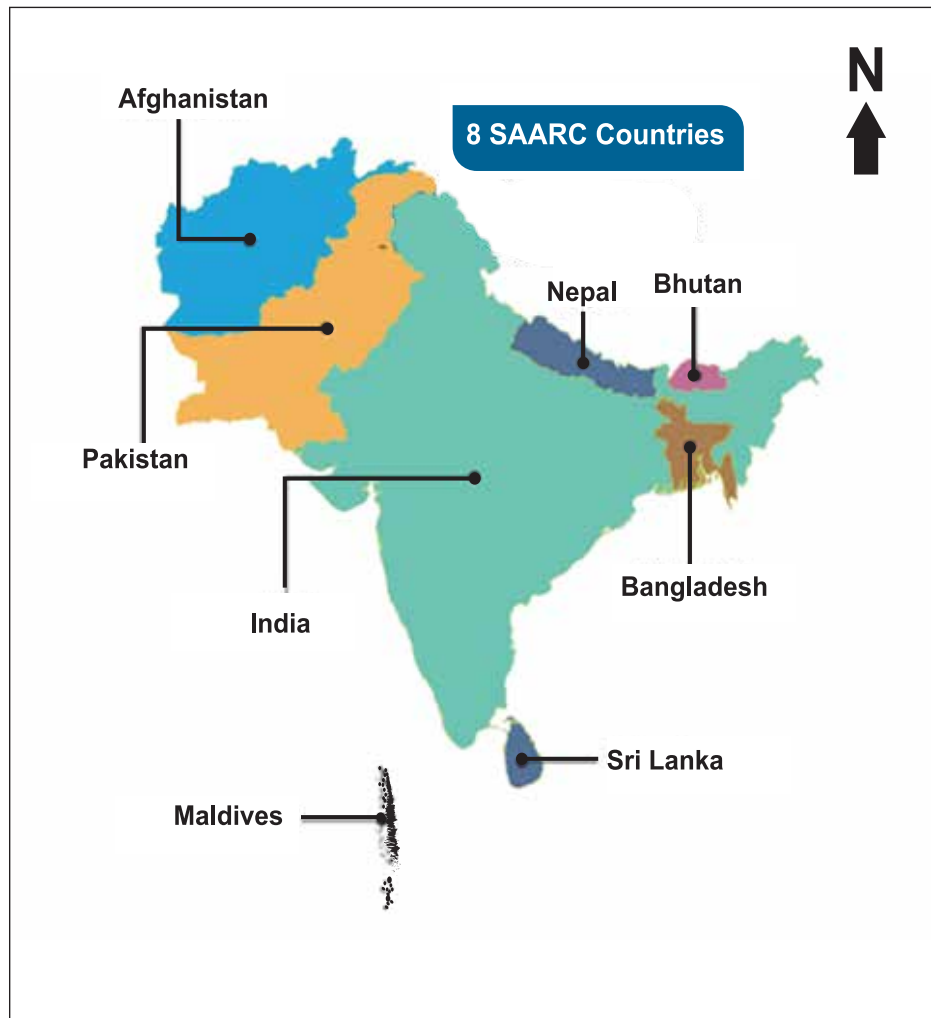 N
Afghanistan
8 SAARC Countries
Nepal
Bhutan
Pakistan
Bangladesh
India
Sri Lanka
Maldives